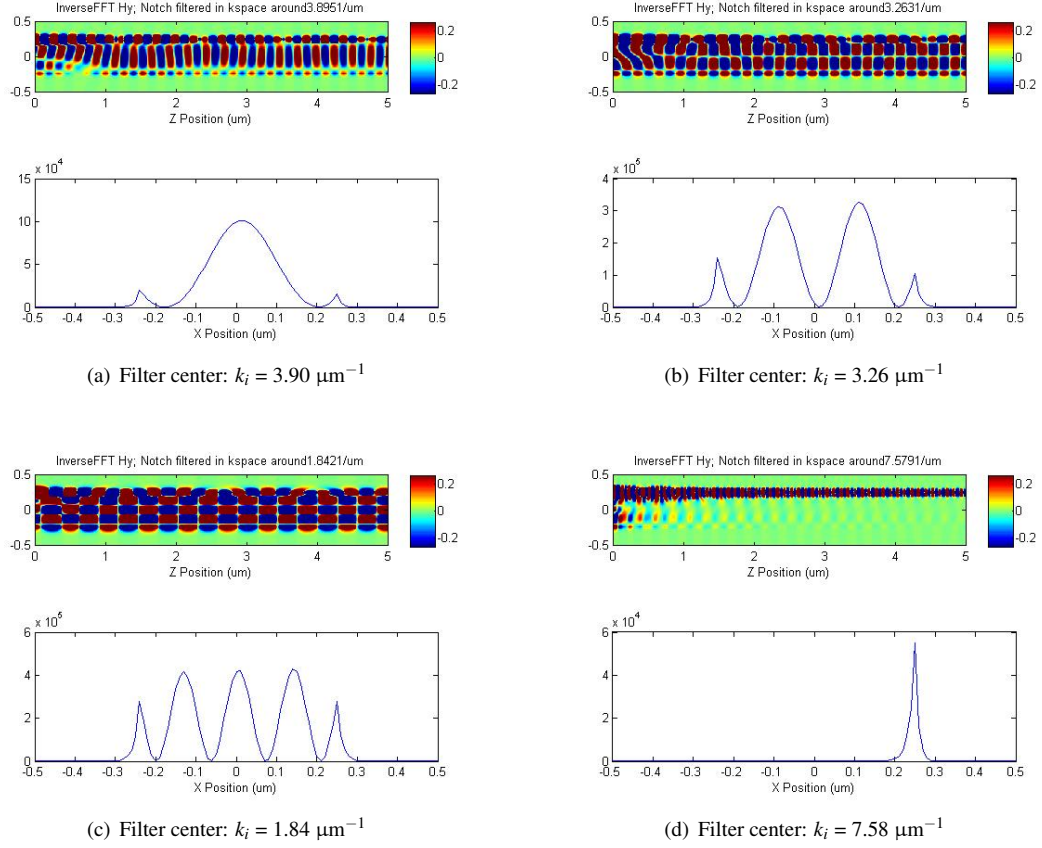 InverseFFT Hy; Notch filtered in kspace around3.8951/um
0.5
0
-0.5
0 1 2 3 4 5
Z Position (um)
0.2
0
-0.2
x 10^4
15
10
5
0
-0.5 -0.4 -0.3 -0.2 -0.1 0 0.1 0.2 0.3 0.4 0.5
X Position (um)
(a) Filter center: k_i = 3.90 μm⁻¹
InverseFFT Hy; Notch filtered in kspace around3.2631/um
0.5
0
-0.5
0 1 2 3 4 5
Z Position (um)
0.2
0
-0.2
x 10^5
4
3
2
1
0
-0.5 -0.4 -0.3 -0.2 -0.1 0 0.1 0.2 0.3 0.4 0.5
X Position (um)
(b) Filter center: k_i = 3.26 μm⁻¹
InverseFFT Hy; Notch filtered in kspace around1.8421/um
0.5
0
-0.5
0 1 2 3 4 5
Z Position (um)
0.2
0
-0.2
x 10^5
6
4
2
0
-0.5 -0.4 -0.3 -0.2 -0.1 0 0.1 0.2 0.3 0.4 0.5
X Position (um)
(c) Filter center: k_i = 1.84 μm⁻¹
InverseFFT Hy; Notch filtered in kspace around7.5791/um
0.5
0
-0.5
0 1 2 3 4 5
Z Position (um)
0.2
0
-0.2
x 10^4
6
4
2
0
-0.5 -0.4 -0.3 -0.2 -0.1 0 0.1 0.2 0.3 0.4 0.5
X Position (um)
(d) Filter center: k_i = 7.58 μm⁻¹